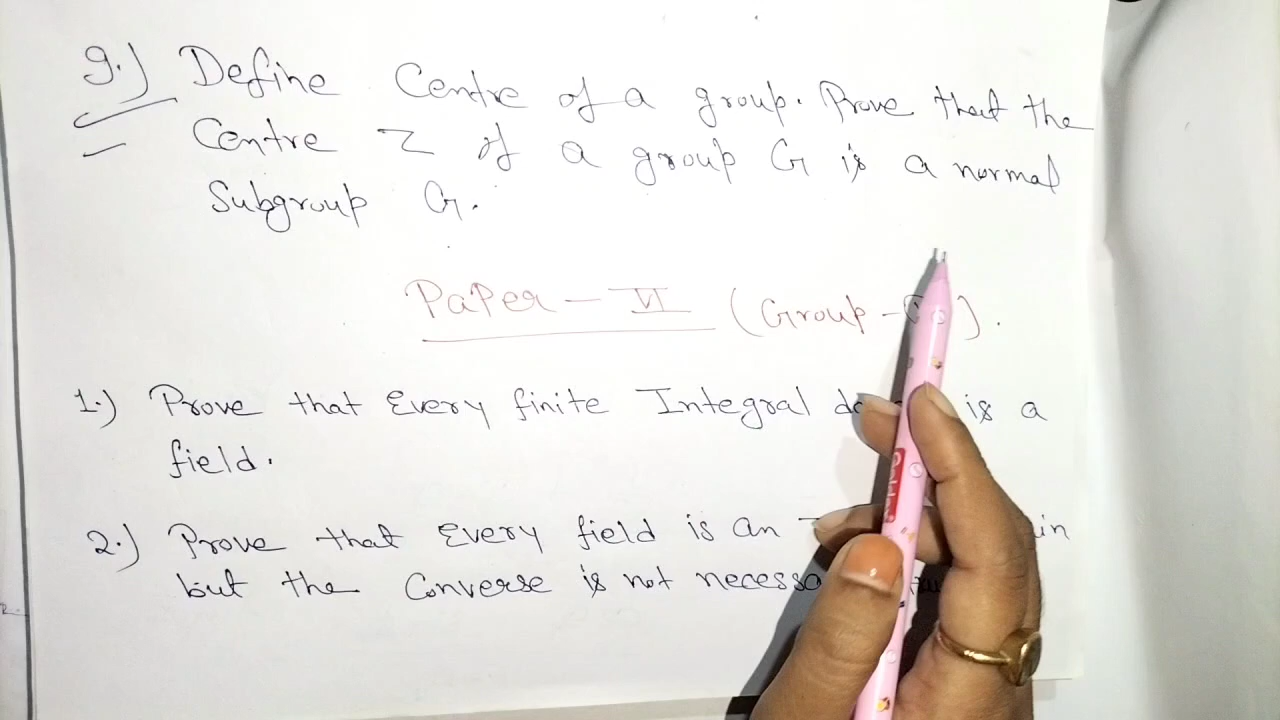 9.) Define Centre of a group. Prove that the
Centre Z of a group G is a normal
Subgroup G.
Paper - VI (Group -
1.) Prove that Every finite Integral is a
field.
2.) Prove that Every field is an
but the Converse is not